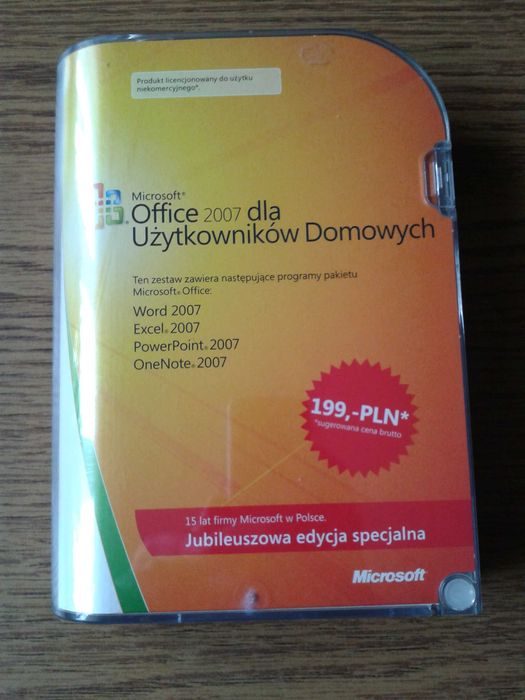 Produkt licencjonowany do użytku
niekomercyjnego*.
Microsoft®
Office 2007 dla
Użytkowników Domowych
Ten zestaw zawiera następujące programy pakietu
Microsoft® Office:
Word 2007
Excel® 2007
PowerPoint® 2007
OneNote® 2007
199,-PLN*
*sugerowana cena brutto
15 lat firmy Microsoft w Polsce.
Jubileuszowa edycja specjalna
Microsoft